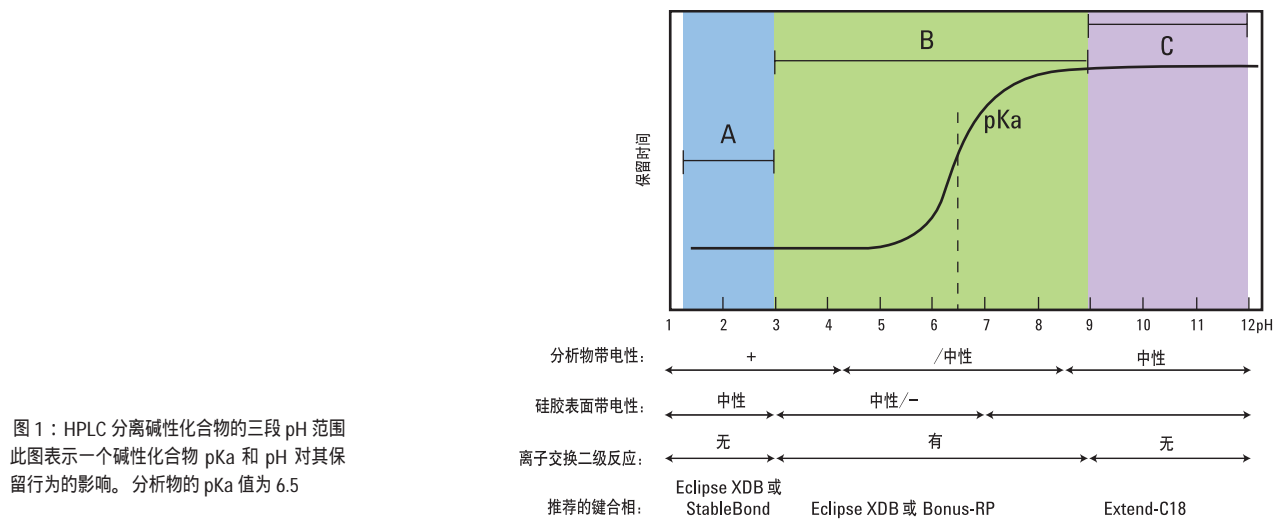 A
B
C
pKa
保留时间
1 2 3 4 5 6 7 8 9 10 11 12pH
分析物带电性： + /中性 中性
硅胶表面带电性： 中性 中性/−
离子交换二级反应： 无 有 无
Eclipse XDB 或
推荐的键合相： StableBond Eclipse XDB 或 Bonus-RP Extend-C18
图 1：HPLC 分离碱性化合物的三段 pH 范围
此图表示一个碱性化合物 pKa 和 pH 对其保
留行为的影响。 分析物的 pKa 值为 6.5